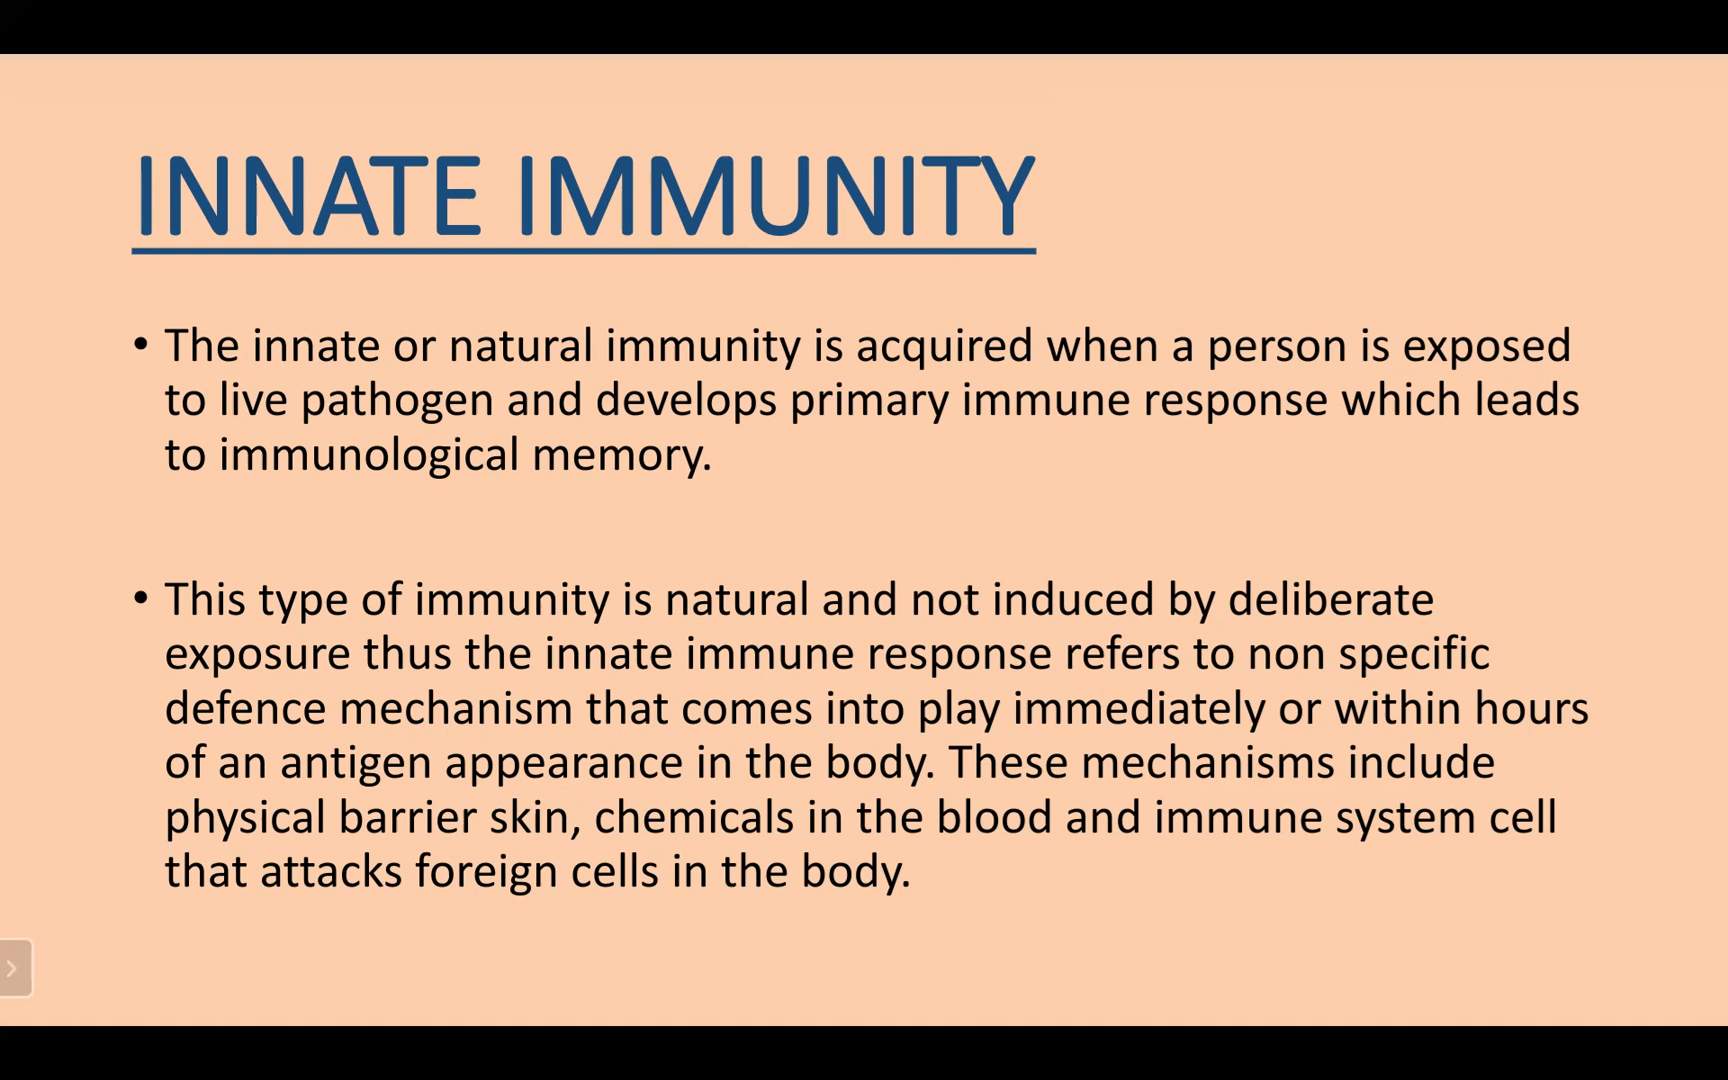 INNATE IMMUNITY
• The innate or natural immunity is acquired when a person is exposed
to live pathogen and develops primary immune response which leads
to immunological memory.
• This type of immunity is natural and not induced by deliberate
exposure thus the innate immune response refers to non specific
defence mechanism that comes into play immediately or within hours
of an antigen appearance in the body. These mechanisms include
physical barrier skin, chemicals in the blood and immune system cell
that attacks foreign cells in the body.